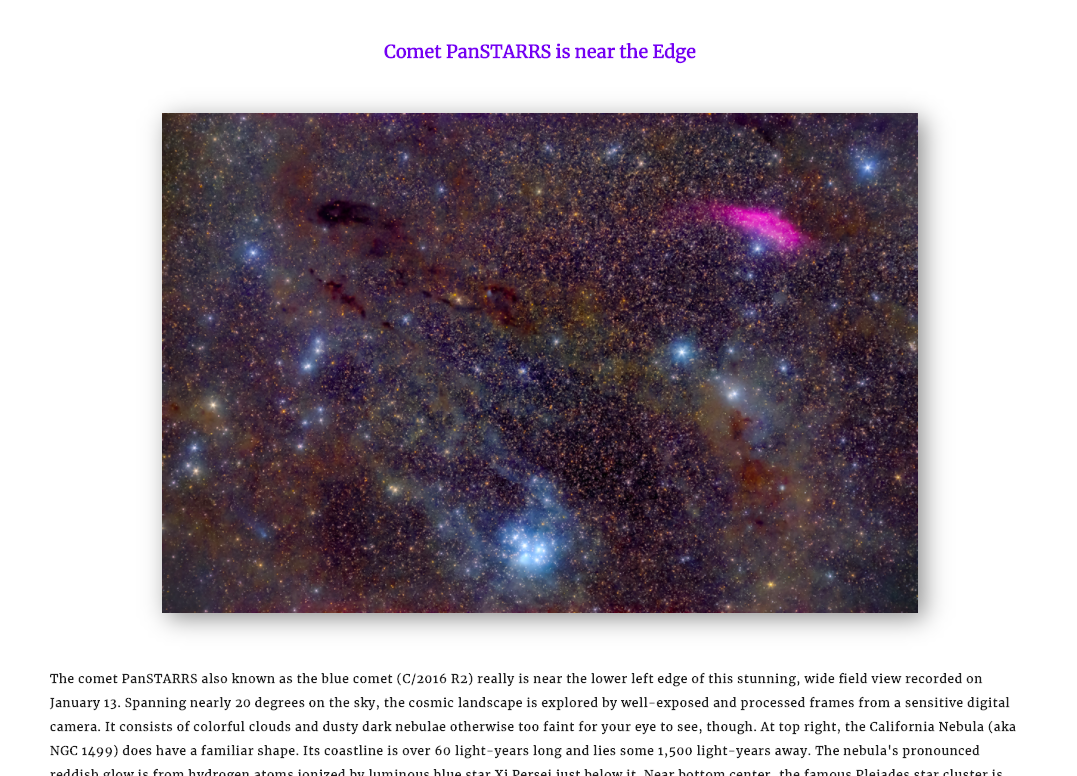 Comet PanSTARRS is near the Edge
The comet PanSTARRS also known as the blue comet (C/2016 R2) really is near the lower left edge of this stunning, wide field view recorded on
January 13. Spanning nearly 20 degrees on the sky, the cosmic landscape is explored by well-exposed and processed frames from a sensitive digital
camera. It consists of colorful clouds and dusty dark nebulae otherwise too faint for your eye to see, though. At top right, the California Nebula (aka
NGC 1499) does have a familiar shape. Its coastline is over 60 light-years long and lies some 1,500 light-years away. The nebula's pronounced
reddish glow is from hydrogen atoms ionized by luminous blue star Xi Persei just below it. Near bottom center, the famous Pleiades star cluster is